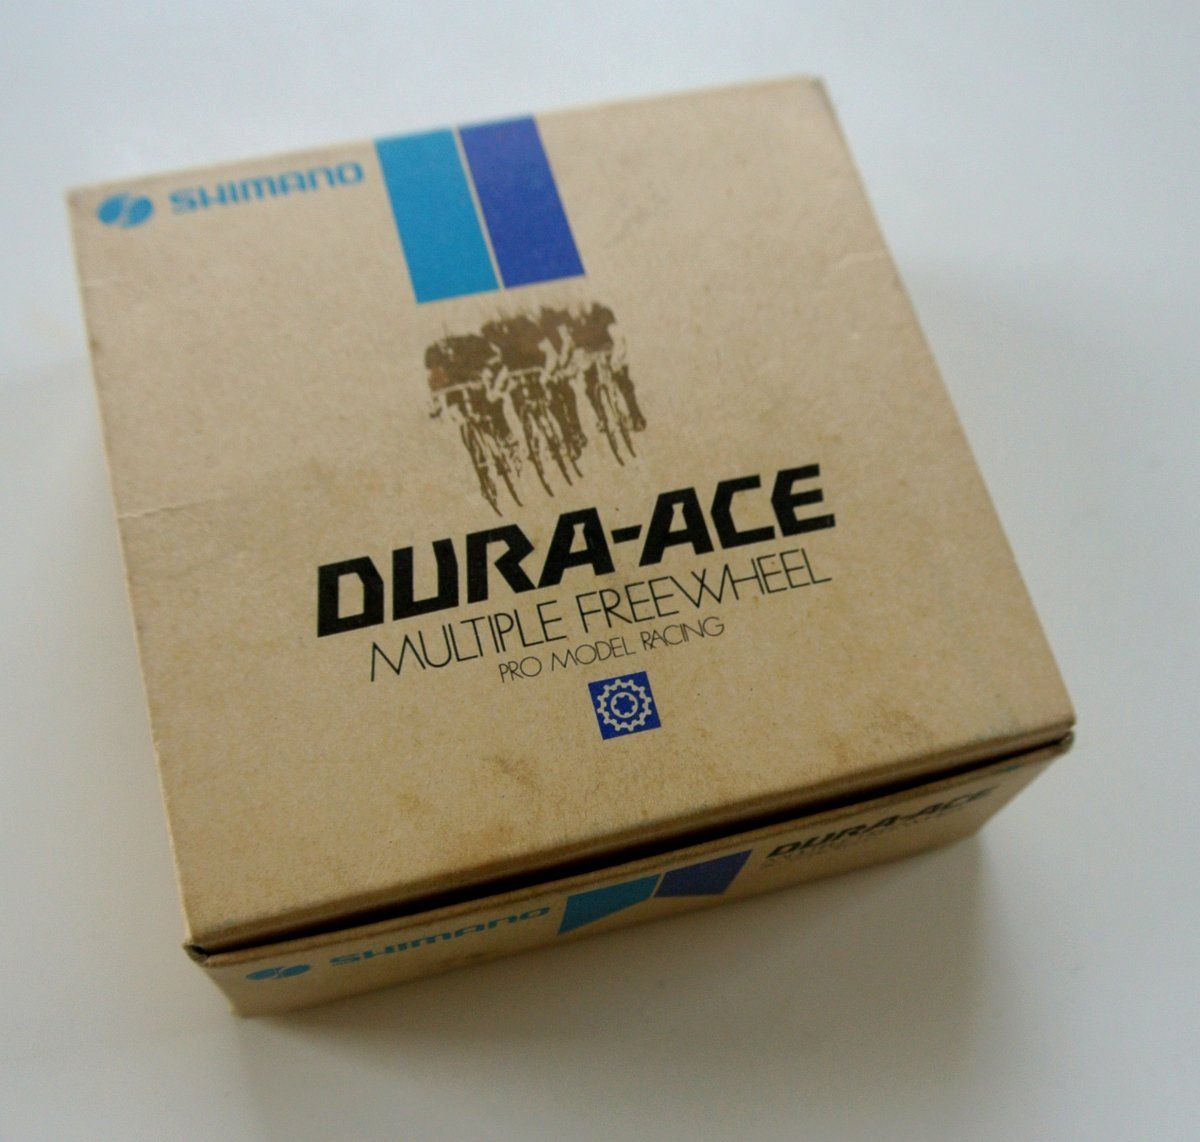 SHIMANO
DURA-ACE
MULTIPLE FREEWHEEL
PRO MODEL RACING
SHIMANO
DURA-ACE